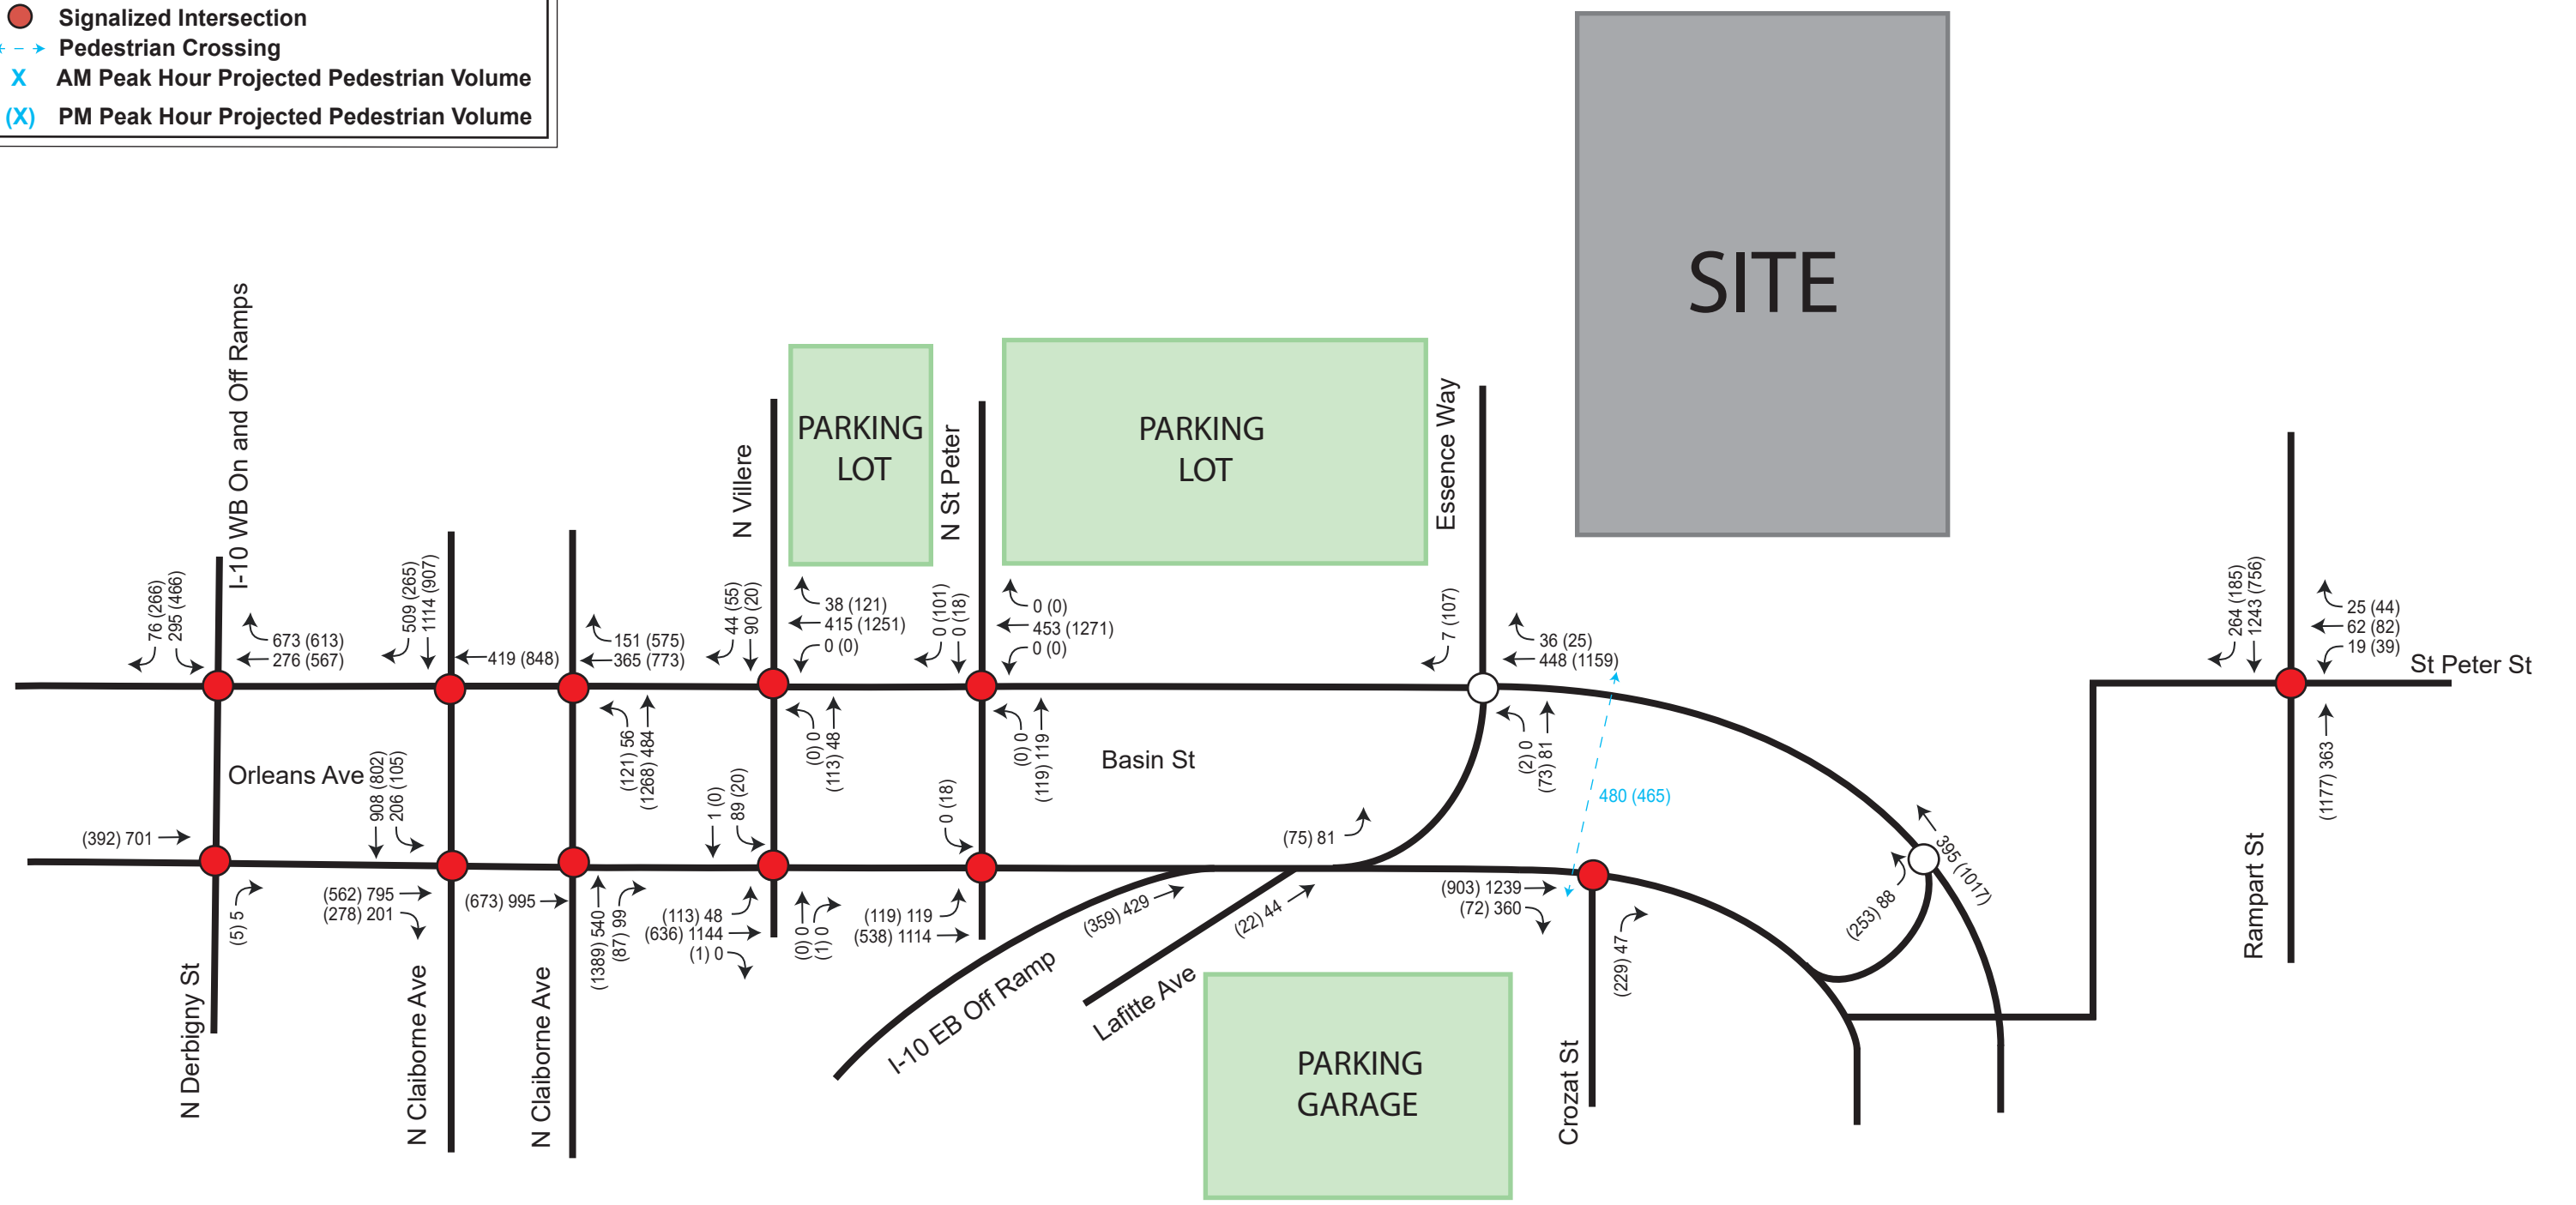 Signalized Intersection
Pedestrian Crossing
X AM Peak Hour Projected Pedestrian Volume
(X) PM Peak Hour Projected Pedestrian Volume
SITE
I-10 WB On and Off Ramps
N Villere
PARKING
LOT
N St Peter
PARKING
LOT
Essence Way
76 (266)
295 (466)
673 (613)
276 (567)
509 (265)
1114 (907)
419 (848)
151 (575)
365 (773)
44 (55)
90 (20)
38 (121)
415 (1251)
0 (0)
0 (101)
0 (18)
0 (0)
453 (1271)
0 (0)
7 (107)
36 (25)
448 (1159)
264 (185)
1243 (756)
25 (44)
62 (82)
19 (39)
St Peter St
Orleans Ave
908 (802)
206 (105)
(121) 56
(1268) 484
1 (0)
89 (20)
(0) 0
(113) 48
0 (18)
(0) 0
(119) 119
Basin St
(75) 81
(2) 0
(73) 81
480 (465)
395 (1017)
(253) 88
(1177) 363
Rampart St
(392) 701
(5) 5
(562) 795
(278) 201
(673) 995
(1389) 540
(87) 99
(113) 48
(636) 1144
(1) 0
(0) 0
(1) 0
(119) 119
(538) 1114
(359) 429
(22) 44
(903) 1239
(72) 360
(229) 47
N Derbigny St
N Claiborne Ave
N Claiborne Ave
I-10 EB Off Ramp
Lafitte Ave
PARKING
GARAGE
Crozat St